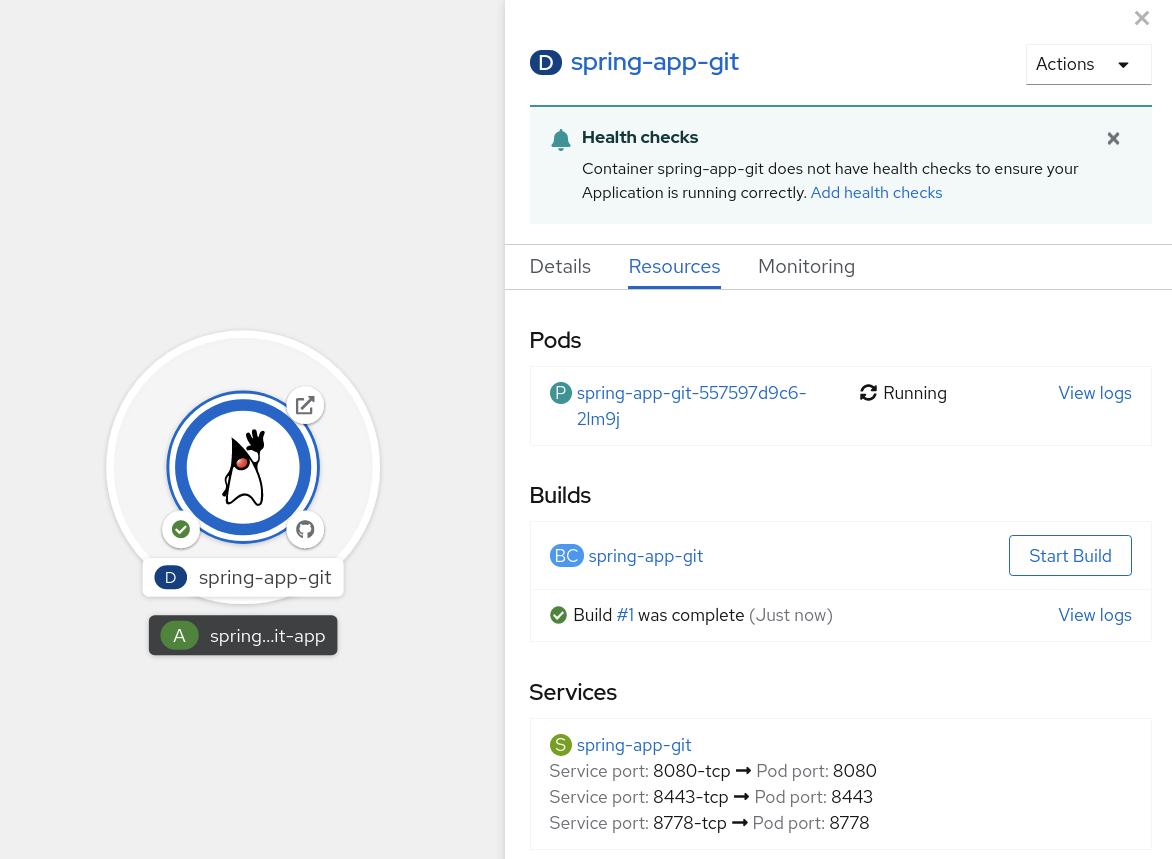 D spring-app-git
A spring...it-app
D spring-app-git
Actions
Health checks
Container spring-app-git does not have health checks to ensure your
Application is running correctly. Add health checks
Details Resources Monitoring
Pods
P spring-app-git-557597d9c6-
2lm9j
Running
View logs
Builds
BC spring-app-git
Start Build
Build #1 was complete (Just now)
View logs
Services
S spring-app-git
Service port: 8080-tcp ➞ Pod port: 8080
Service port: 8443-tcp ➞ Pod port: 8443
Service port: 8778-tcp ➞ Pod port: 8778